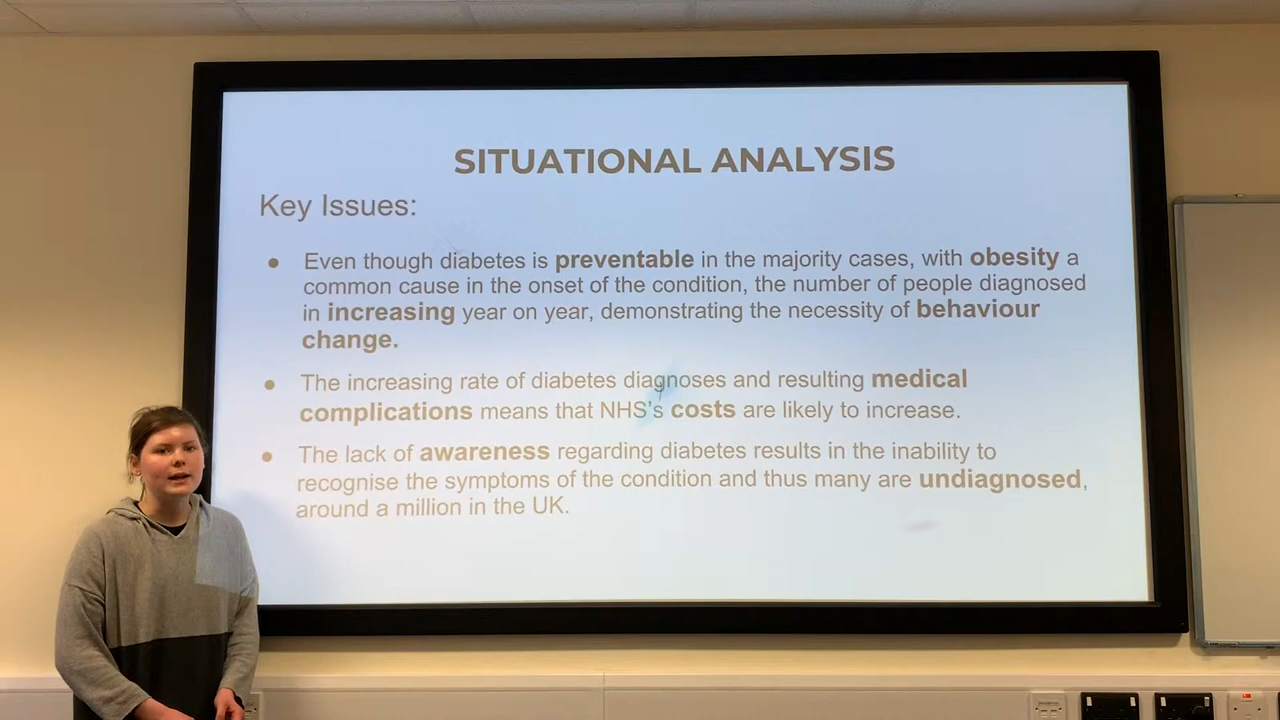 SITUATIONAL ANALYSIS
Key Issues:
● Even though diabetes is preventable in the majority cases, with obesity a
common cause in the onset of the condition, the number of people diagnosed
in increasing year on year, demonstrating the necessity of behaviour
change.
● The increasing rate of diabetes diagnoses and resulting medical
complications means that NHS's costs are likely to increase.
● The lack of awareness regarding diabetes results in the inability to
recognise the symptoms of the condition and thus many are undiagnosed,
around a million in the UK.